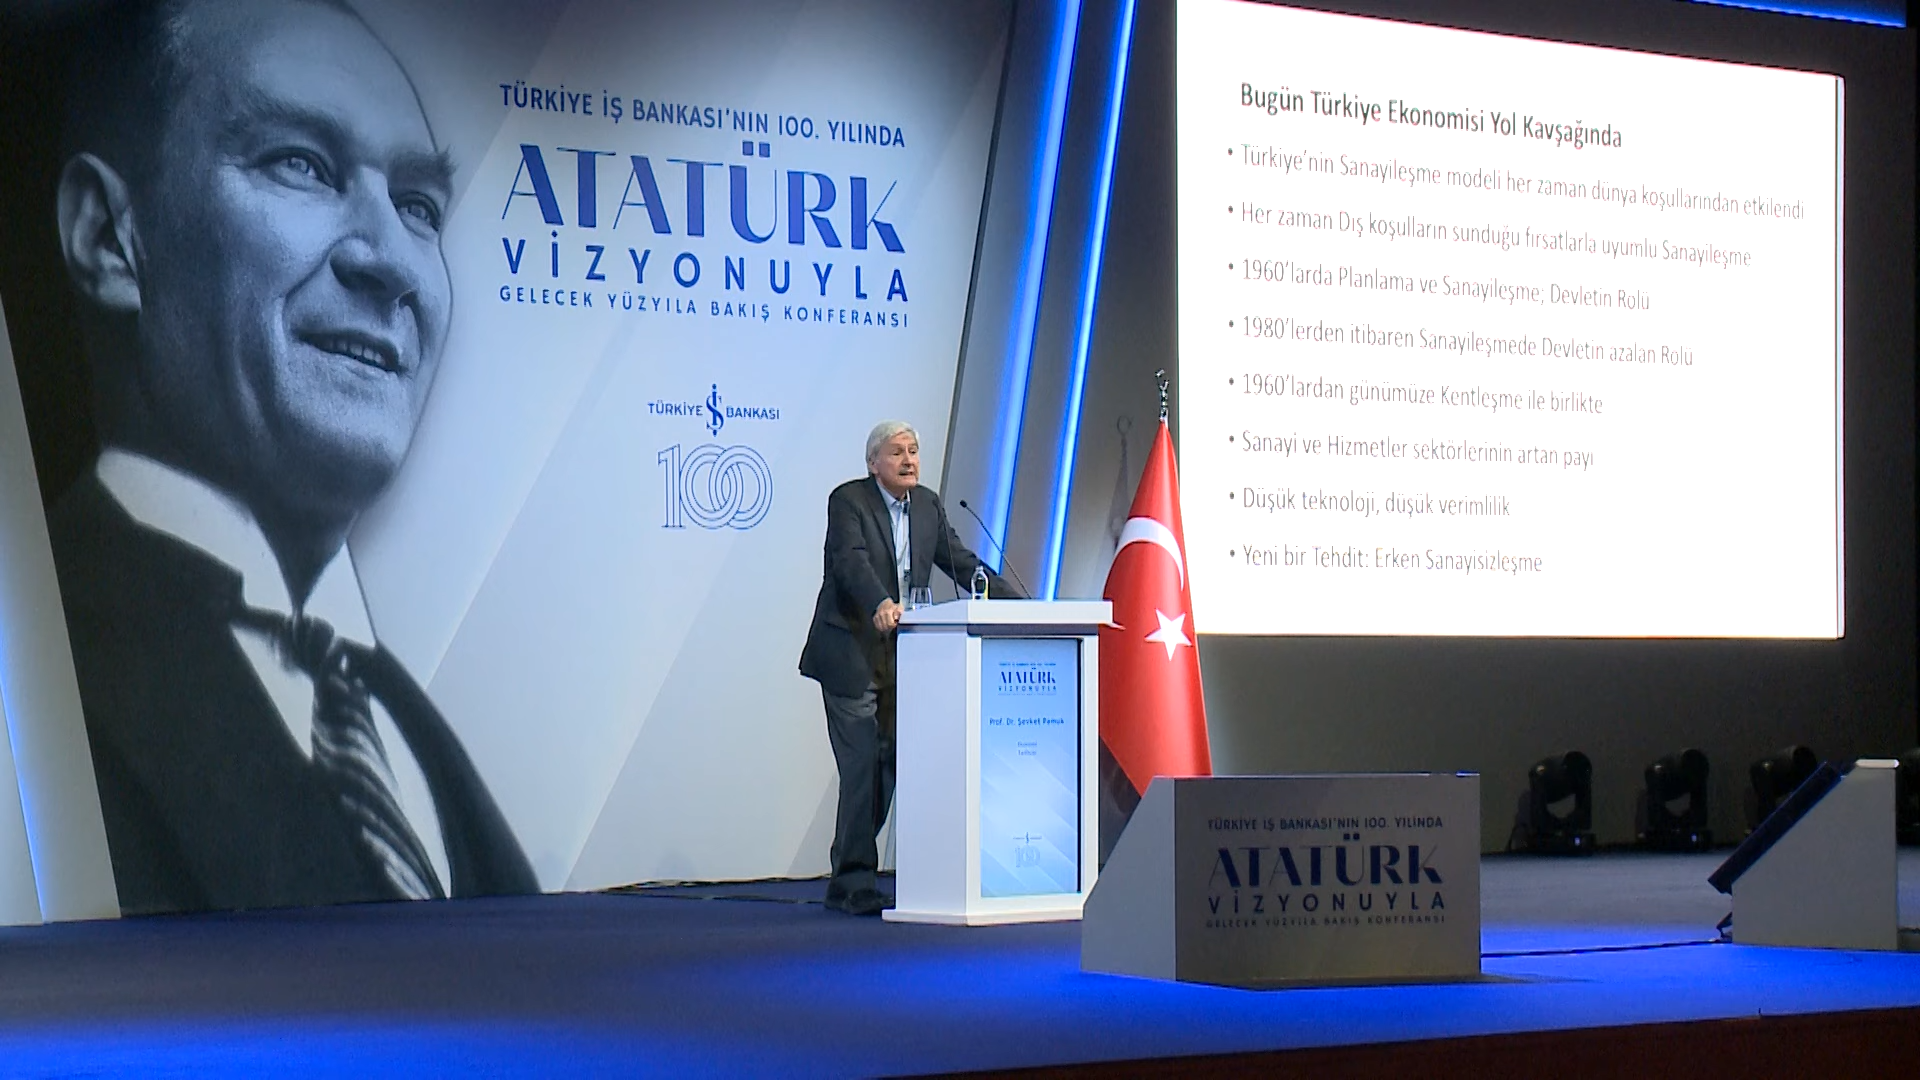 TÜRKİYE İŞ BANKASI'NIN 100. YILINDA
ATATÜRK
VİZYONUYLA
GELECEK YÜZYILA BAKIŞ KONFERANSI
TÜRKİYE İŞ BANKASI
100
Bugün Türkiye Ekonomisi Yol Kavşağında
• Türkiye'nin Sanayileşme modeli her zaman dünya koşullarından etkilendi
• Her zaman Dış koşulların sunduğu fırsatlarla uyumlu Sanayileşme
• 1960'larda Planlama ve Sanayileşme; Devletin Rolü
• 1980'lerden itibaren Sanayileşmede Devletin azalan Rolü
• 1960'lardan günümüze Kentleşme ile birlikte
• Sanayi ve Hizmetler sektörlerinin artan payı
• Düşük teknoloji, düşük verimlilik
• Yeni bir Tehdit: Erken Sanayisizleşme
ATATÜRK
VİZYONUYLA
Prof. Dr. Şevket Pamuk
100
TÜRKİYE İŞ BANKASI'NIN 100. YILINDA
ATATÜRK
VİZYONUYLA
GELECEK YÜZYILA BAKIŞ KONFERANSI